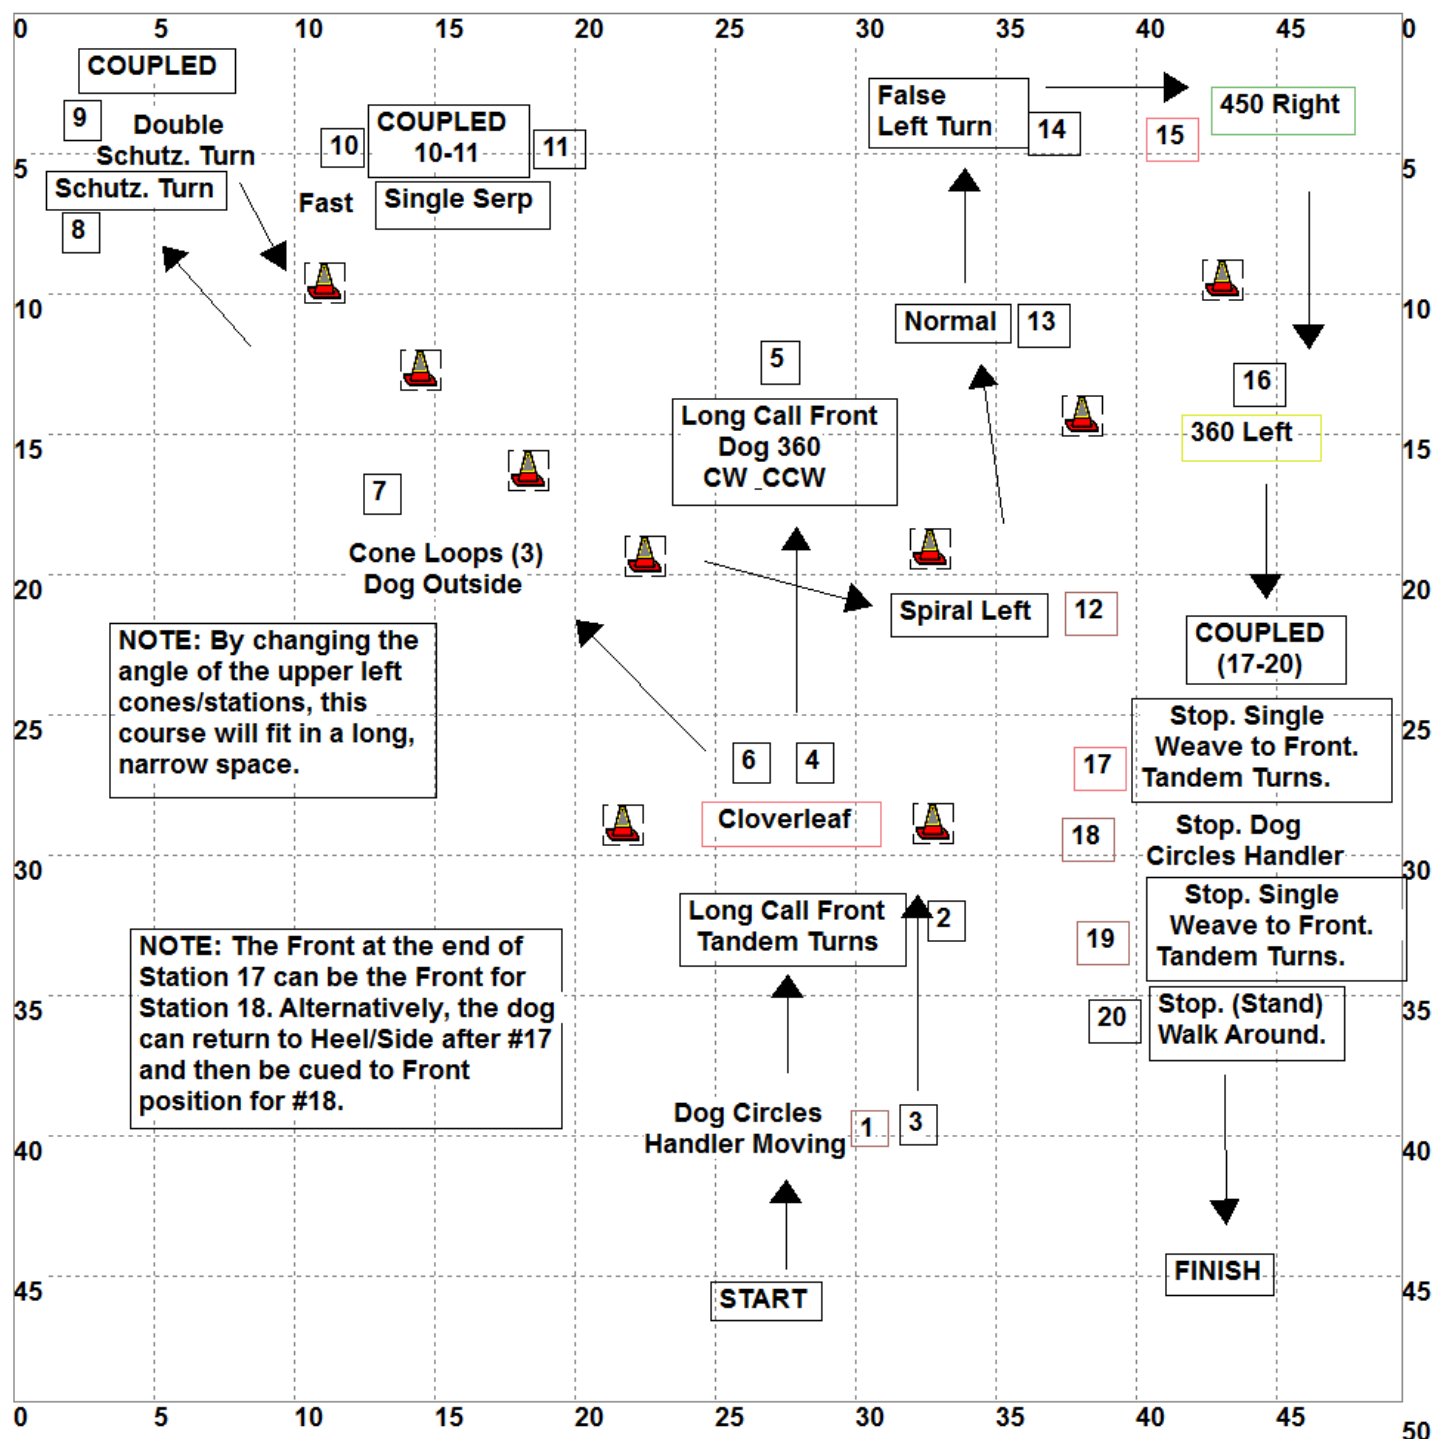 0 5 10 15 20 25 30 35 40 45 0
COUPLED
9
Double
Schutz. Turn
Schutz. Turn
8
10
COUPLED
10-11
11
Fast
Single Serp
False
Left Turn
14
15
450 Right
5
5
10
10
Normal
13
5
Long Call Front
Dog 360
CW_CCW
16
360 Left
15
15
7
Cone Loops (3)
Dog Outside
20
20
Spiral Left
12
COUPLED
(17-20)
NOTE: By changing the
angle of the upper left
cones/stations, this
course will fit in a long,
narrow space.
25
25
6
4
Cloverleaf
17
Stop. Single
Weave to Front.
Tandem Turns.
18
Stop. Dog
Circles Handler
30
30
Long Call Front
Tandem Turns
2
19
Stop. Single
Weave to Front.
Tandem Turns.
NOTE: The Front at the end of
Station 17 can be the Front for
Station 18. Alternatively, the dog
can return to Heel/Side after #17
and then be cued to Front
position for #18.
35
35
20
Stop. (Stand)
Walk Around.
Dog Circles
Handler Moving
1
3
40
40
START
FINISH
45
45
0 5 10 15 20 25 30 35 40 45 50